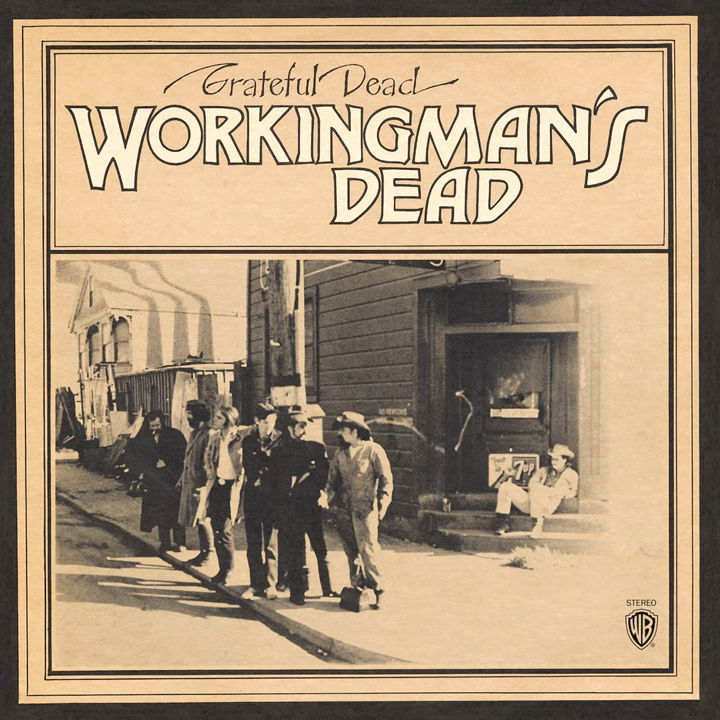 Grateful Dead
WORKINGMAN'S
DEAD
7up
STEREO
WB